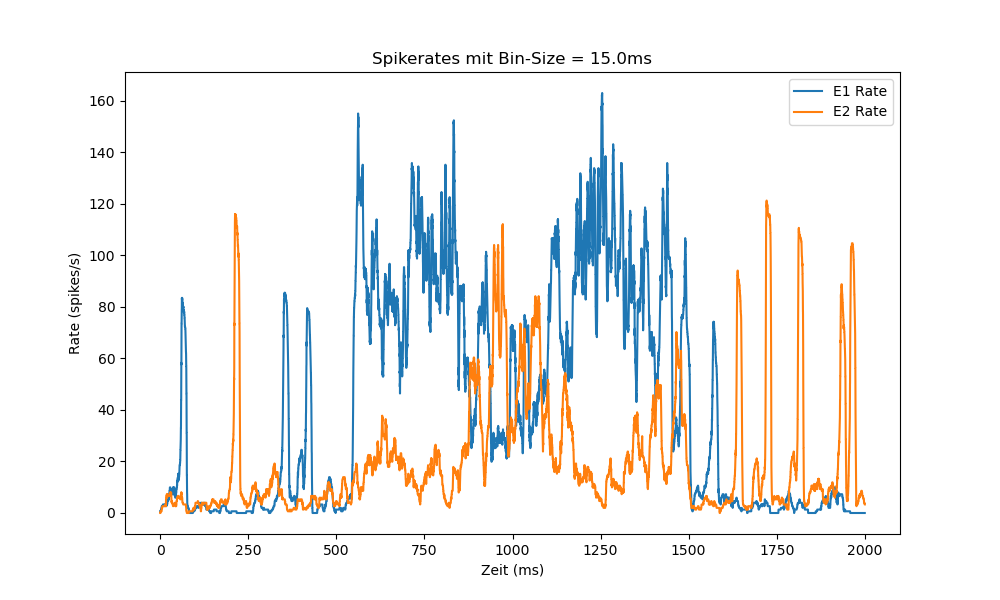 Spikerates mit Bin-Size = 15.0ms
E1 Rate
E2 Rate
Rate (spikes/s)
160
140
120
100
80
60
40
20
0
0 250 500 750 1000 1250 1500 1750 2000
Zeit (ms)